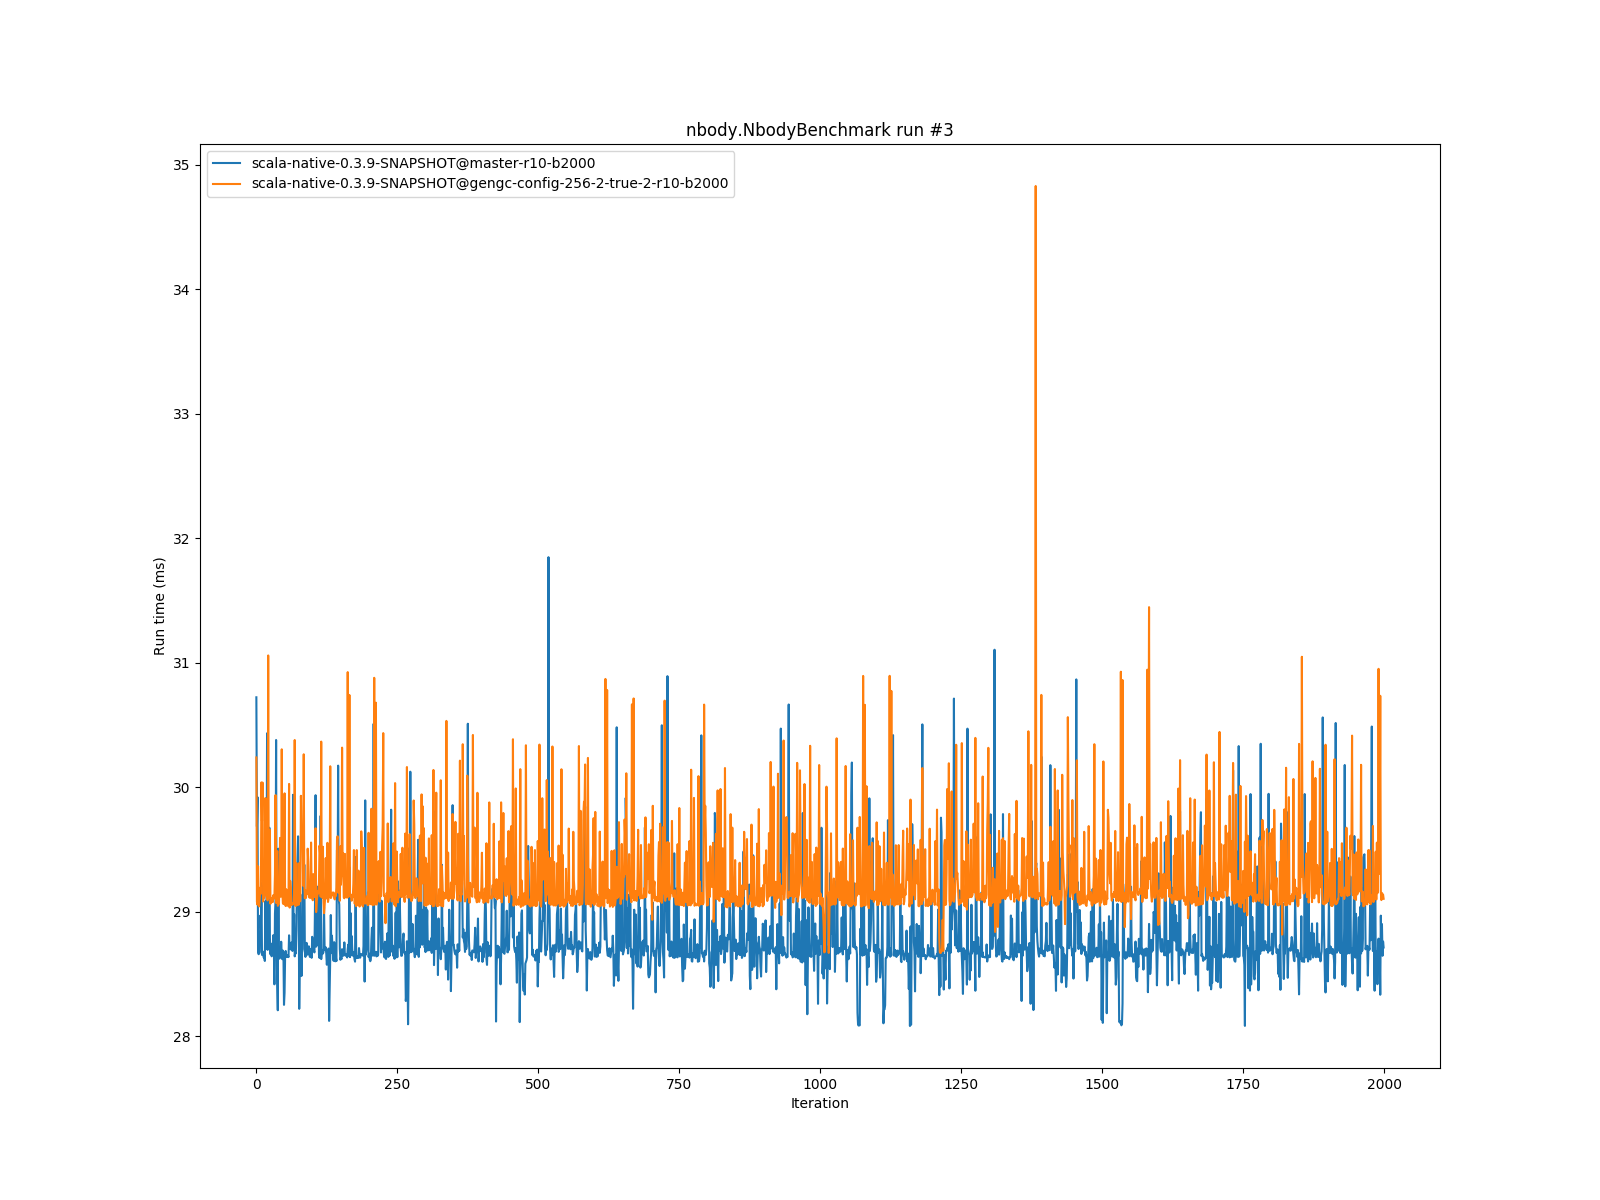 nbody.NbodyBenchmark run #3
scala-native-0.3.9-SNAPSHOT@master-r10-b2000
scala-native-0.3.9-SNAPSHOT@gengc-config-256-2-true-2-r10-b2000
35
34
33
32
31
30
29
28
Run time (ms)
0 250 500 750 1000 1250 1500 1750 2000
Iteration